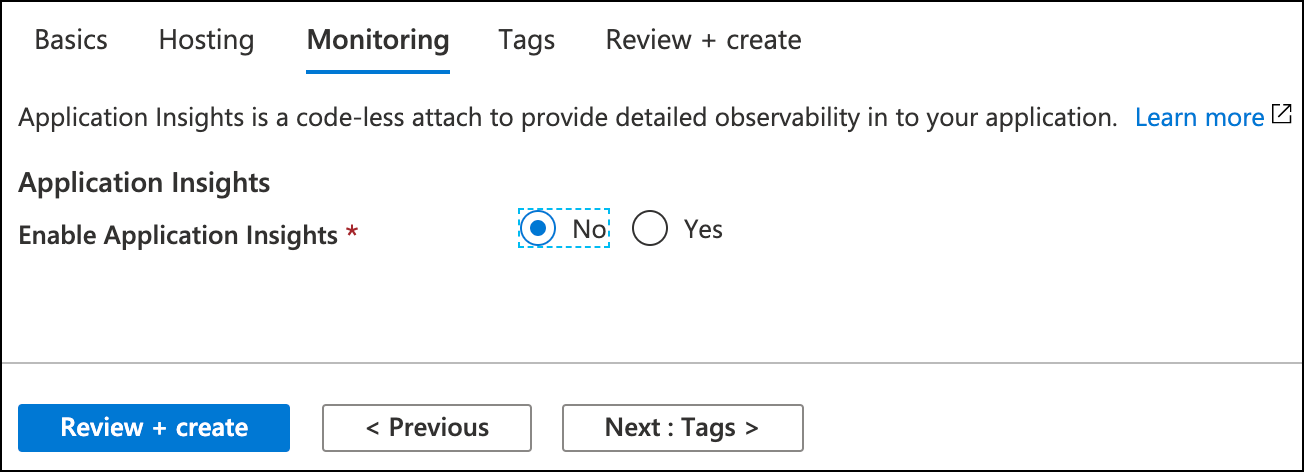 Basics Hosting Monitoring Tags Review + create
Application Insights is a code-less attach to provide detailed observability in to your application. Learn more
Application Insights
Enable Application Insights * No Yes
Review + create < Previous Next : Tags >